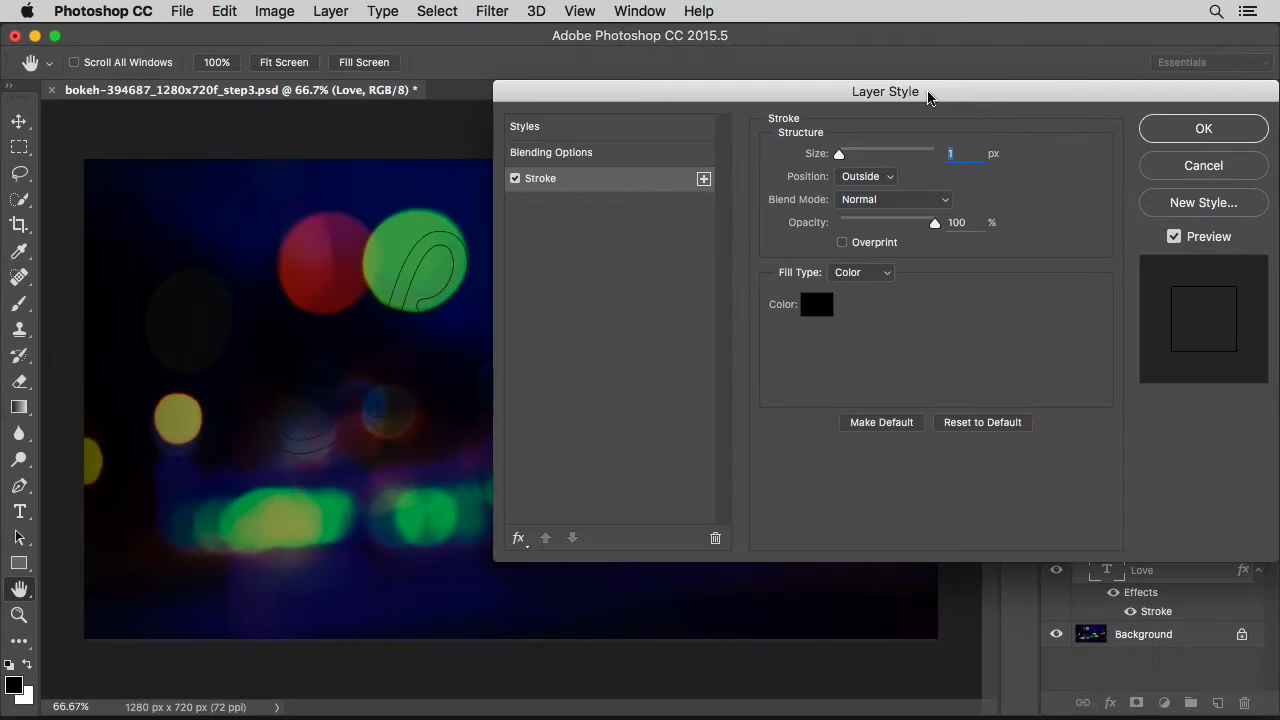 Photoshop CC File Edit Image Layer Type Select Filter 3D View Window Help
Adobe Photoshop CC 2015.5
Scroll All Windows 100% Fit Screen Fill Screen Essentials
bokeh-394687_1280x720f_step3.psd @ 66.7% (Love, RGB/8) *
Layer Style
Styles
Blending Options
Stroke
Stroke
Structure
Size: 1 px
Position: Outside
Blend Mode: Normal
Opacity: 100 %
Overprint
Fill Type: Color
Color:
Make Default Reset to Default
OK
Cancel
New Style...
Preview
fx
T Love fx
Effects
Stroke
Background
fx
66.67% 1280 px x 720 px (72 ppi)